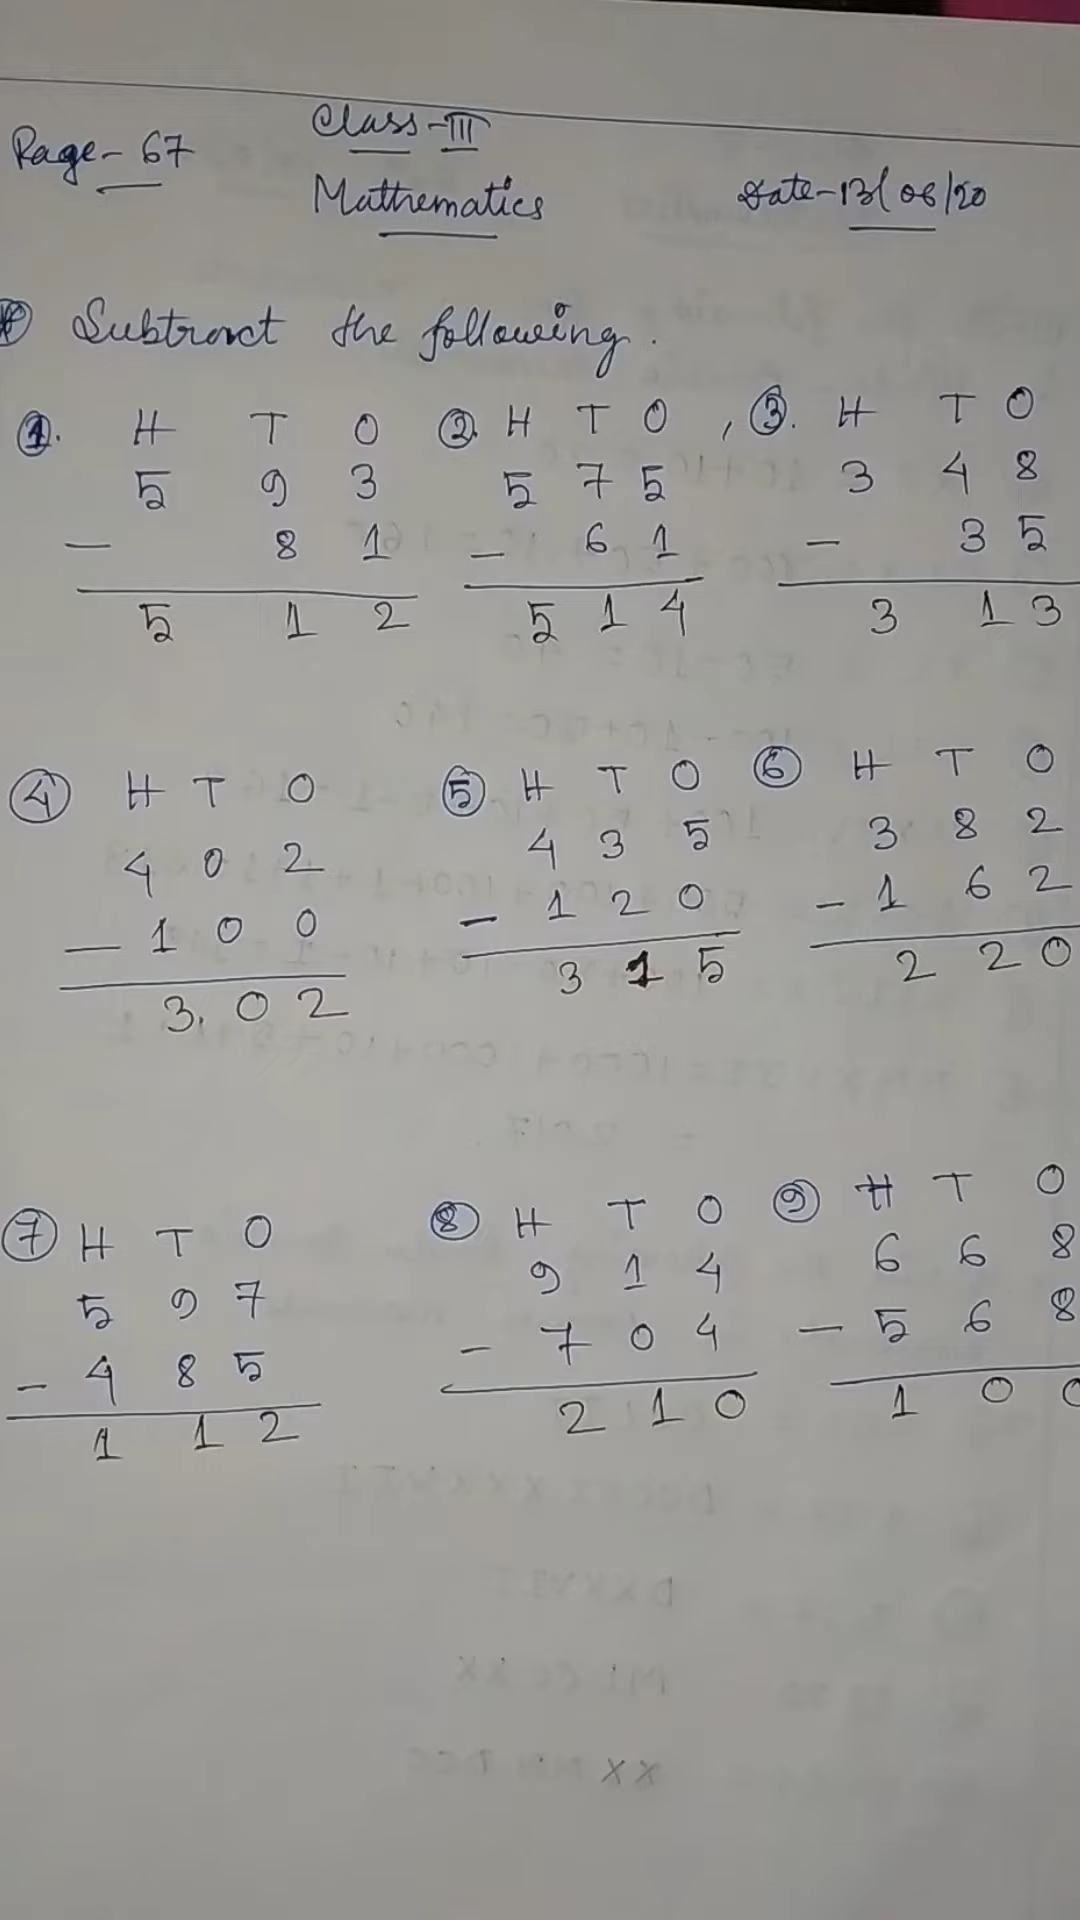 Class-III
Page-67
Mathematics
Date-13/06/20
Subtract the following.
1. H T O 2. H T O , 3. H T O
5 9 3 5 7 5 3 4 8
- 8 1 - 6 1 - 3 5
5 1 2 5 1 4 3 1 3
4 H T O 5 H T O 6 H T O
4 0 2 4 3 5 3 8 2
- 1 0 0 - 1 2 0 - 1 6 2
3. 0 2 3 1 5 2 2 0
7 H T O 8 H T O 9 H T O
5 9 7 9 1 4 6 6 8
- 4 8 5 - 7 0 4 - 5 6 8
1 1 2 2 1 0 1 0 0